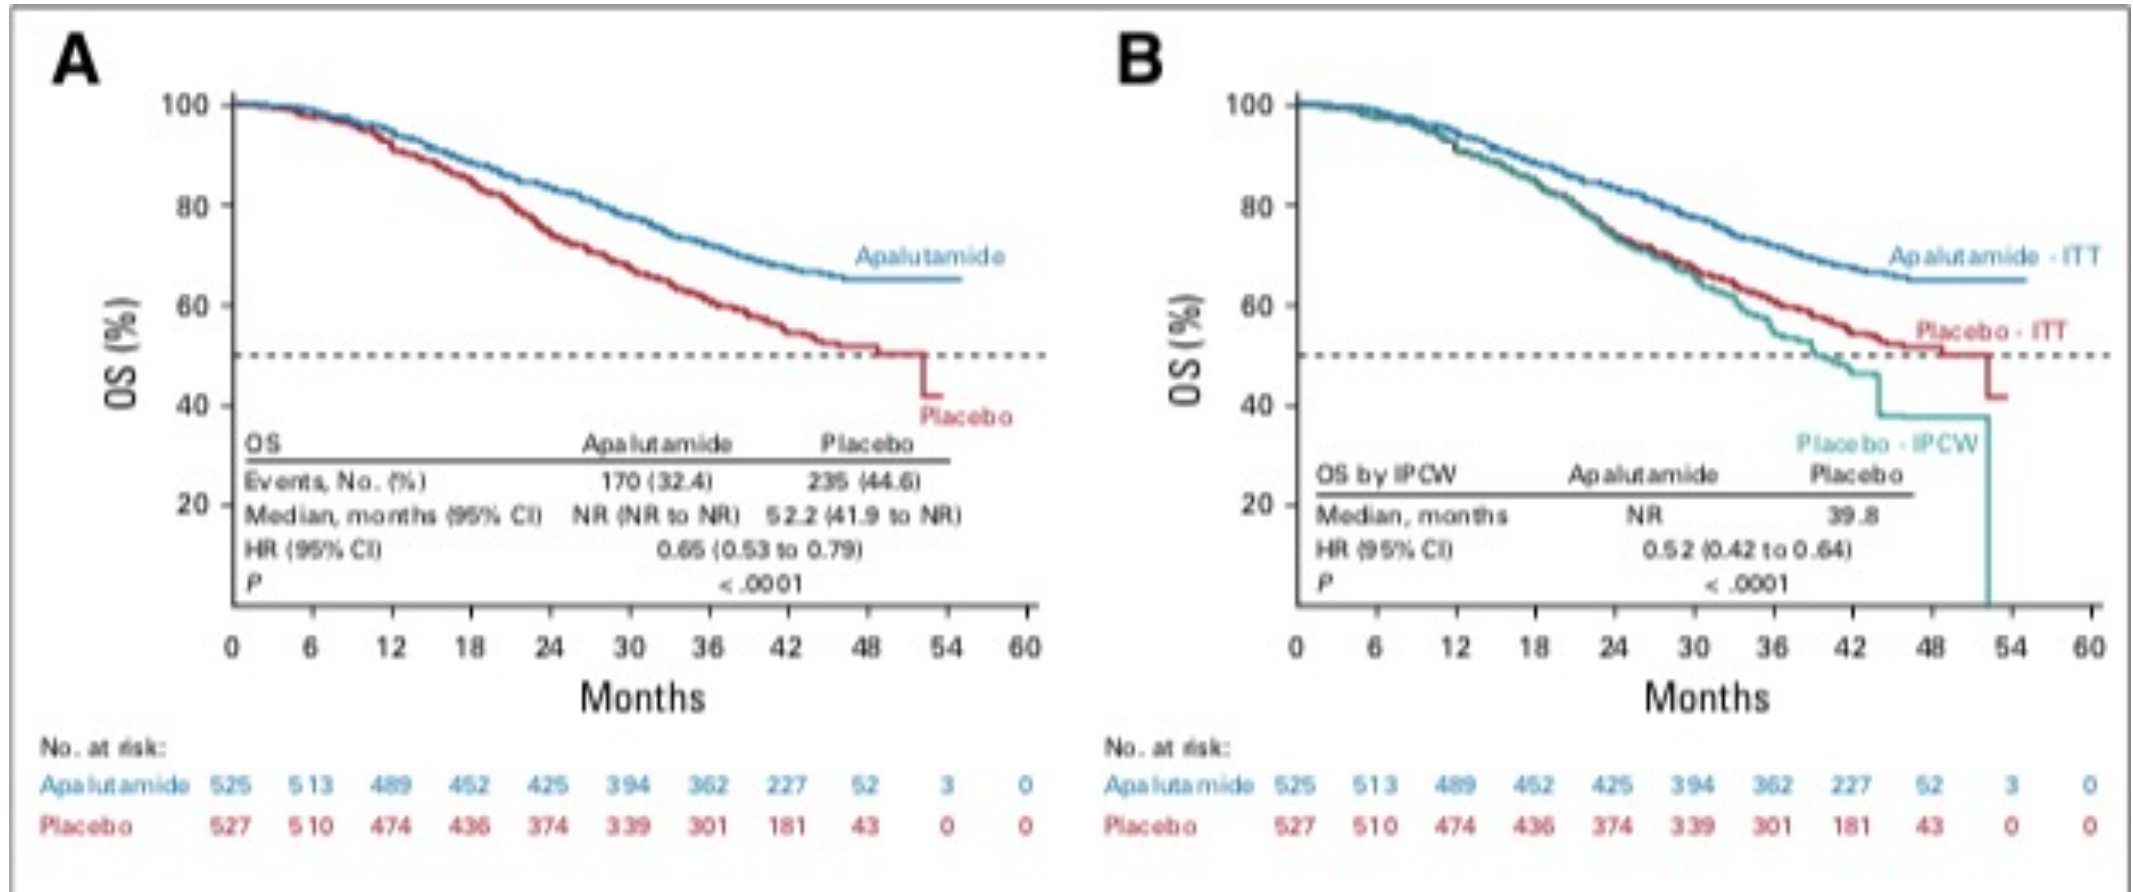 A
100
80
60
40
20
OS (%)
Apalutamide
Placebo
OS Apalutamide Placebo
Events, No. (%) 170 (32.4) 235 (44.6)
Median, months (95% CI) NR (NR to NR) 52.2 (41.9 to NR)
HR (95% CI) 0.65 (0.53 to 0.79)
P < .0001
0 6 12 18 24 30 36 42 48 54 60
Months
No. at risk:
Apalutamide 525 513 489 452 425 394 362 227 52 3 0
Placebo 527 510 474 436 374 339 301 181 43 0 0
B
100
80
60
40
20
OS (%)
Apalutamide - ITT
Placebo - ITT
Placebo - IPCW
OS by IPCW Apalutamide Placebo
Median, months NR 39.8
HR (95% CI) 0.52 (0.42 to 0.64)
P < .0001
0 6 12 18 24 30 36 42 48 54 60
Months
No. at risk:
Apalutamide 525 513 489 452 425 394 362 227 52 3 0
Placebo 527 510 474 436 374 339 301 181 43 0 0